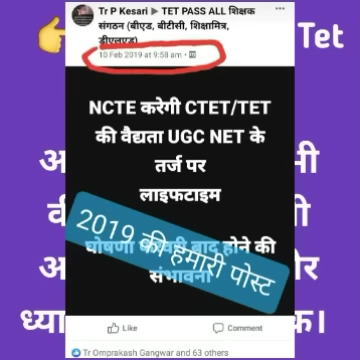 👉 Tet
Tr P Kesari ▶ TET PASS ALL शिक्षक
संगठन (बीएड, बीटीसी, शिक्षामित्र,
डीएलएड)
10 Feb 2019 at 9:58 am
NCTE करेगी CTET/TET
की वैद्यता UGC NET के
तर्ज पर
लाइफटाइम
घोषणा बाद होने की
संभावना
2019 की हमारी पोस्ट
Like Comment
Tr Omprakash Gangwar and 63 others